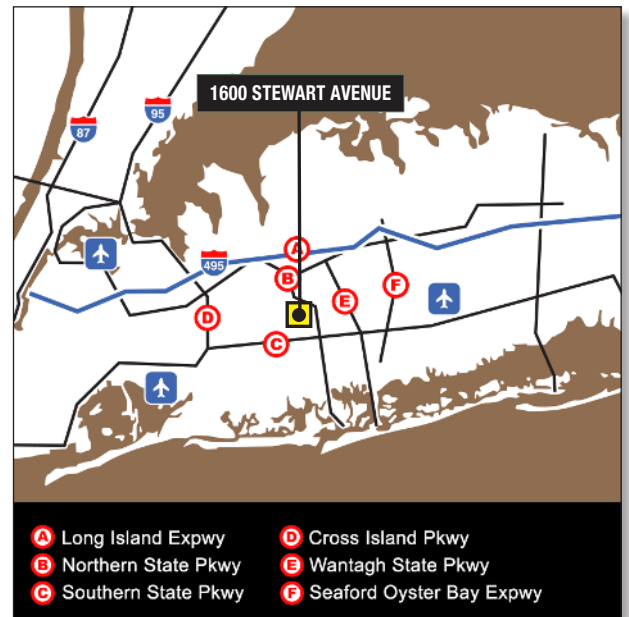 1600 STEWART AVENUE
95
87
A
495
B
F
E
D
C
A Long Island Expwy
B Northern State Pkwy
C Southern State Pkwy
D Cross Island Pkwy
E Wantagh State Pkwy
F Seaford Oyster Bay Expwy